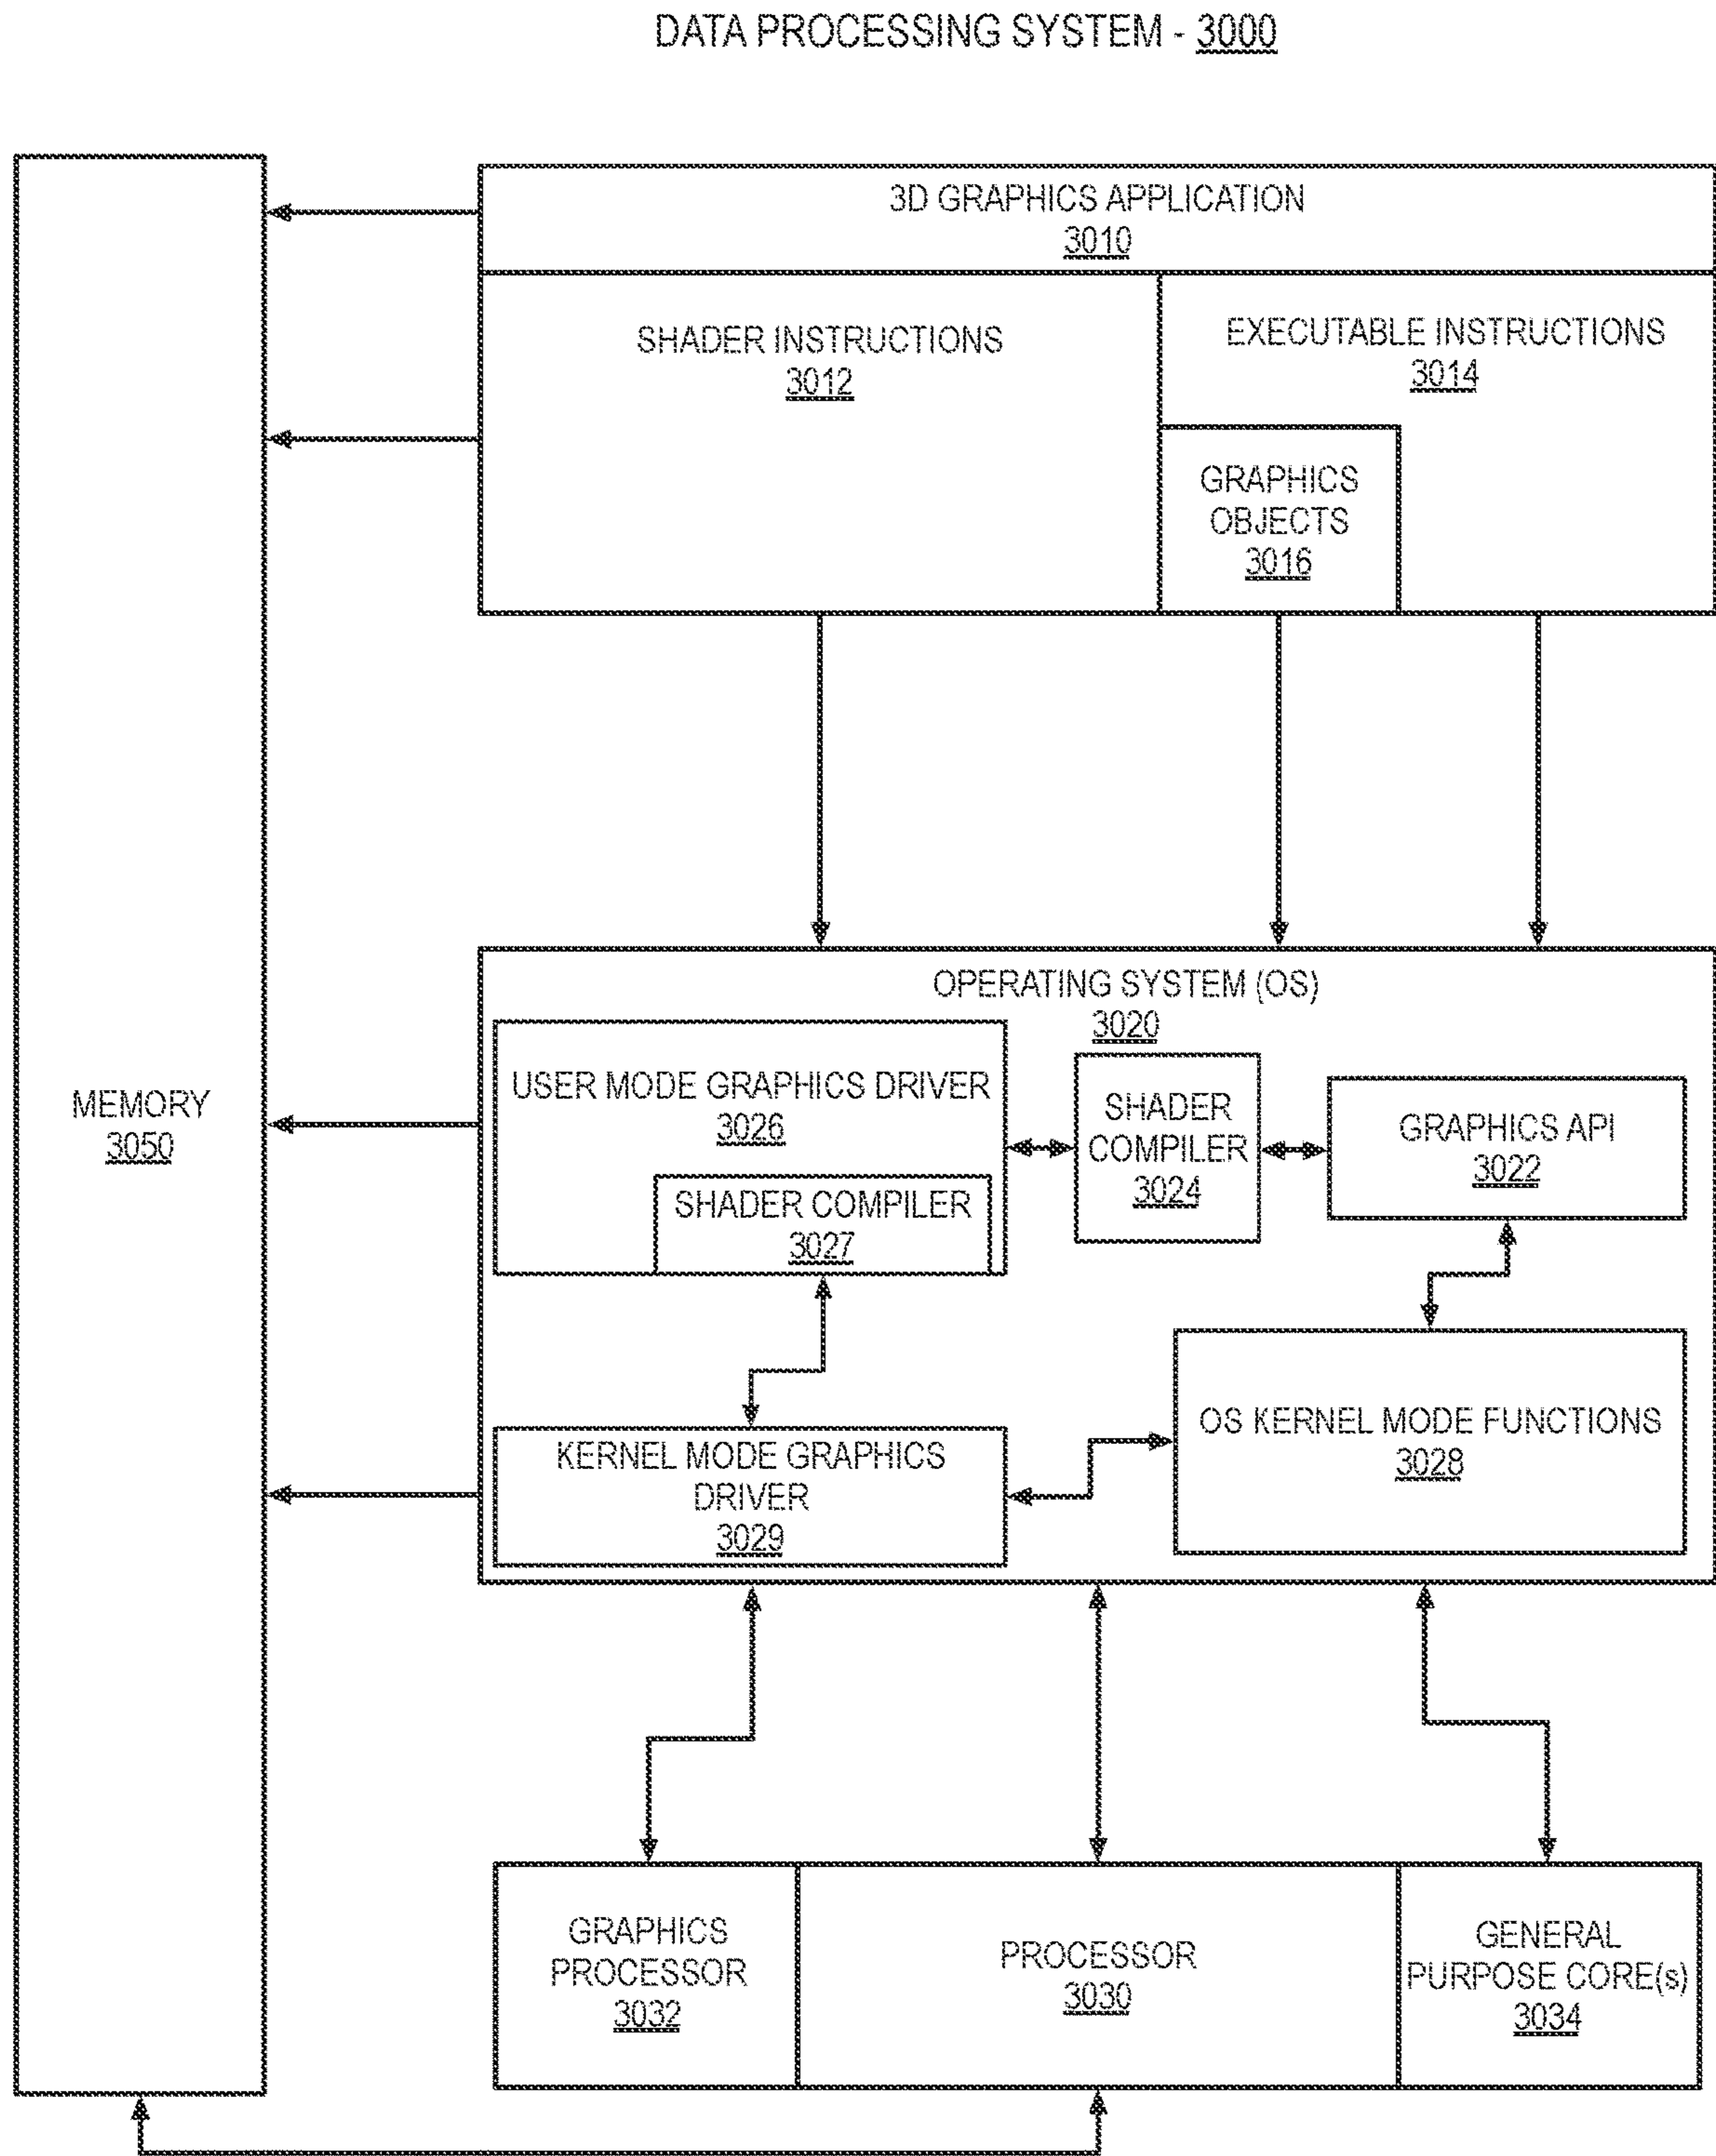 DATA PROCESSING SYSTEM - 3000
3D GRAPHICS APPLICATION
3010
SHADER INSTRUCTIONS
3012
EXECUTABLE INSTRUCTIONS
3014
GRAPHICS
OBJECTS
3016
MEMORY
3050
OPERATING SYSTEM (OS)
3020
USER MODE GRAPHICS DRIVER
3026
SHADER COMPILER
3027
SHADER
COMPILER
3024
GRAPHICS API
3022
KERNEL MODE GRAPHICS
DRIVER
3029
OS KERNEL MODE FUNCTIONS
3028
GRAPHICS
PROCESSOR
3032
PROCESSOR
3030
GENERAL
PURPOSE CORE(s)
3034